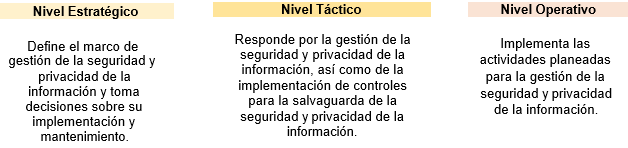 Nivel Estratégico
Define el marco de
gestión de la seguridad y
privacidad de la
información y toma
decisiones sobre su
implementación y
mantenimiento.
Nivel Táctico
Responde por la gestión de la
seguridad y privacidad de la
información, así como de la
implementación de controles
para la salvaguarda de la
seguridad y privacidad de la
información.
Nivel Operativo
Implementa las
actividades planeadas
para la gestión de la
seguridad y privacidad
de la información.